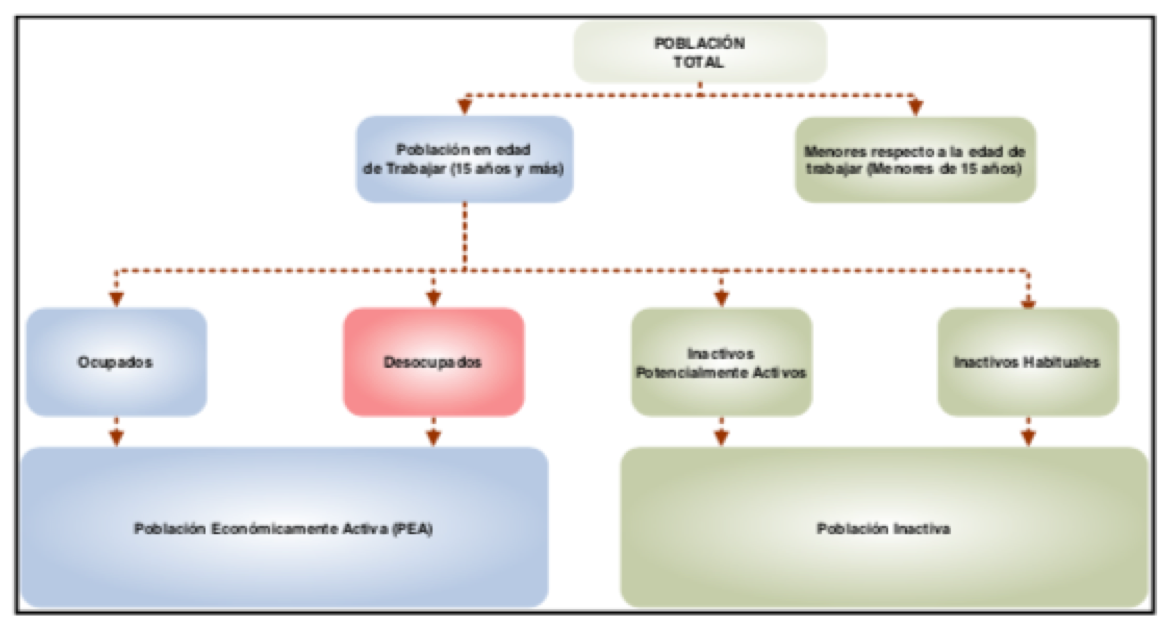 POBLACIÓN
TOTAL
Población en edad
de Trabajar (15 años y más)
Menores respecto a la edad de
trabajar (Menores de 15 años)
Ocupados
Desocupados
Inactivos
Potencialmente Activos
Inactivos Habituales
Población Económicamente Activa (PEA)
Población Inactiva